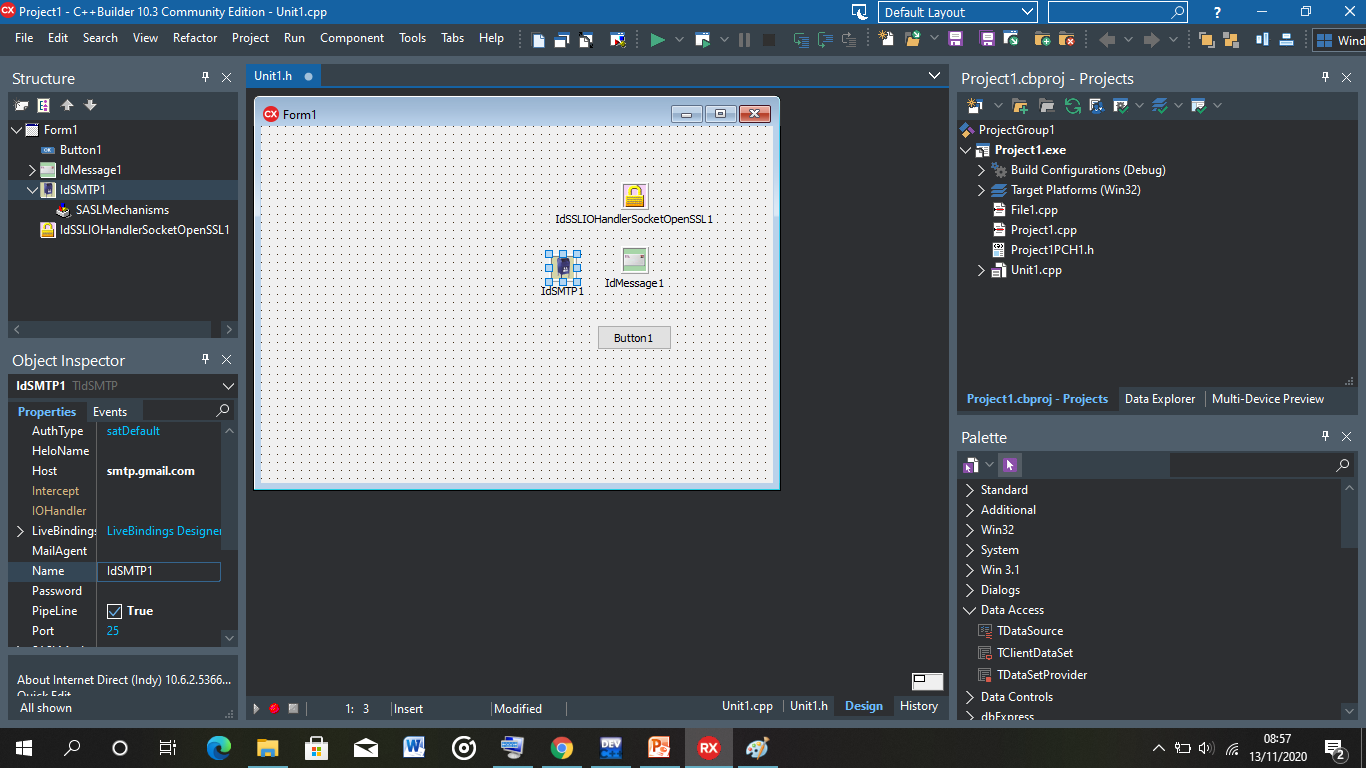 Project1 - C++Builder 10.3 Community Edition - Unit1.cpp
Default Layout
File Edit Search View Refactor Project Run Component Tools Tabs Help
Wind
Structure
Form1
Button1
IdMessage1
IdSMTP1
SASLMechanisms
IdSSLIOHandlerSocketOpenSSL1
Object Inspector
IdSMTP1 TIdSMTP
Properties Events
AuthType satDefault
HeloName
Host smtp.gmail.com
Intercept
IOHandler
LiveBindings LiveBindings Designer
MailAgent
Name IdSMTP1
Password
PipeLine True
Port 25
About Internet Direct (Indy) 10.6.2.5366...
Quick Edit
All shown
Unit1.h
Form1
IdSSLIOHandlerSocketOpenSSL1
IdSMTP1
IdMessage1
Button1
1: 3 Insert Modified
Unit1.cpp Unit1.h Design History
Project1.cbproj - Projects
ProjectGroup1
Project1.exe
Build Configurations (Debug)
Target Platforms (Win32)
File1.cpp
Project1.cpp
Project1PCH1.h
Unit1.cpp
Project1.cbproj - Projects Data Explorer Multi-Device Preview
Palette
Standard
Additional
Win32
System
Win 3.1
Dialogs
Data Access
TDataSource
TClientDataSet
TDataSetProvider
Data Controls
dbExpress
DEV
RX
08:57
13/11/2020
2